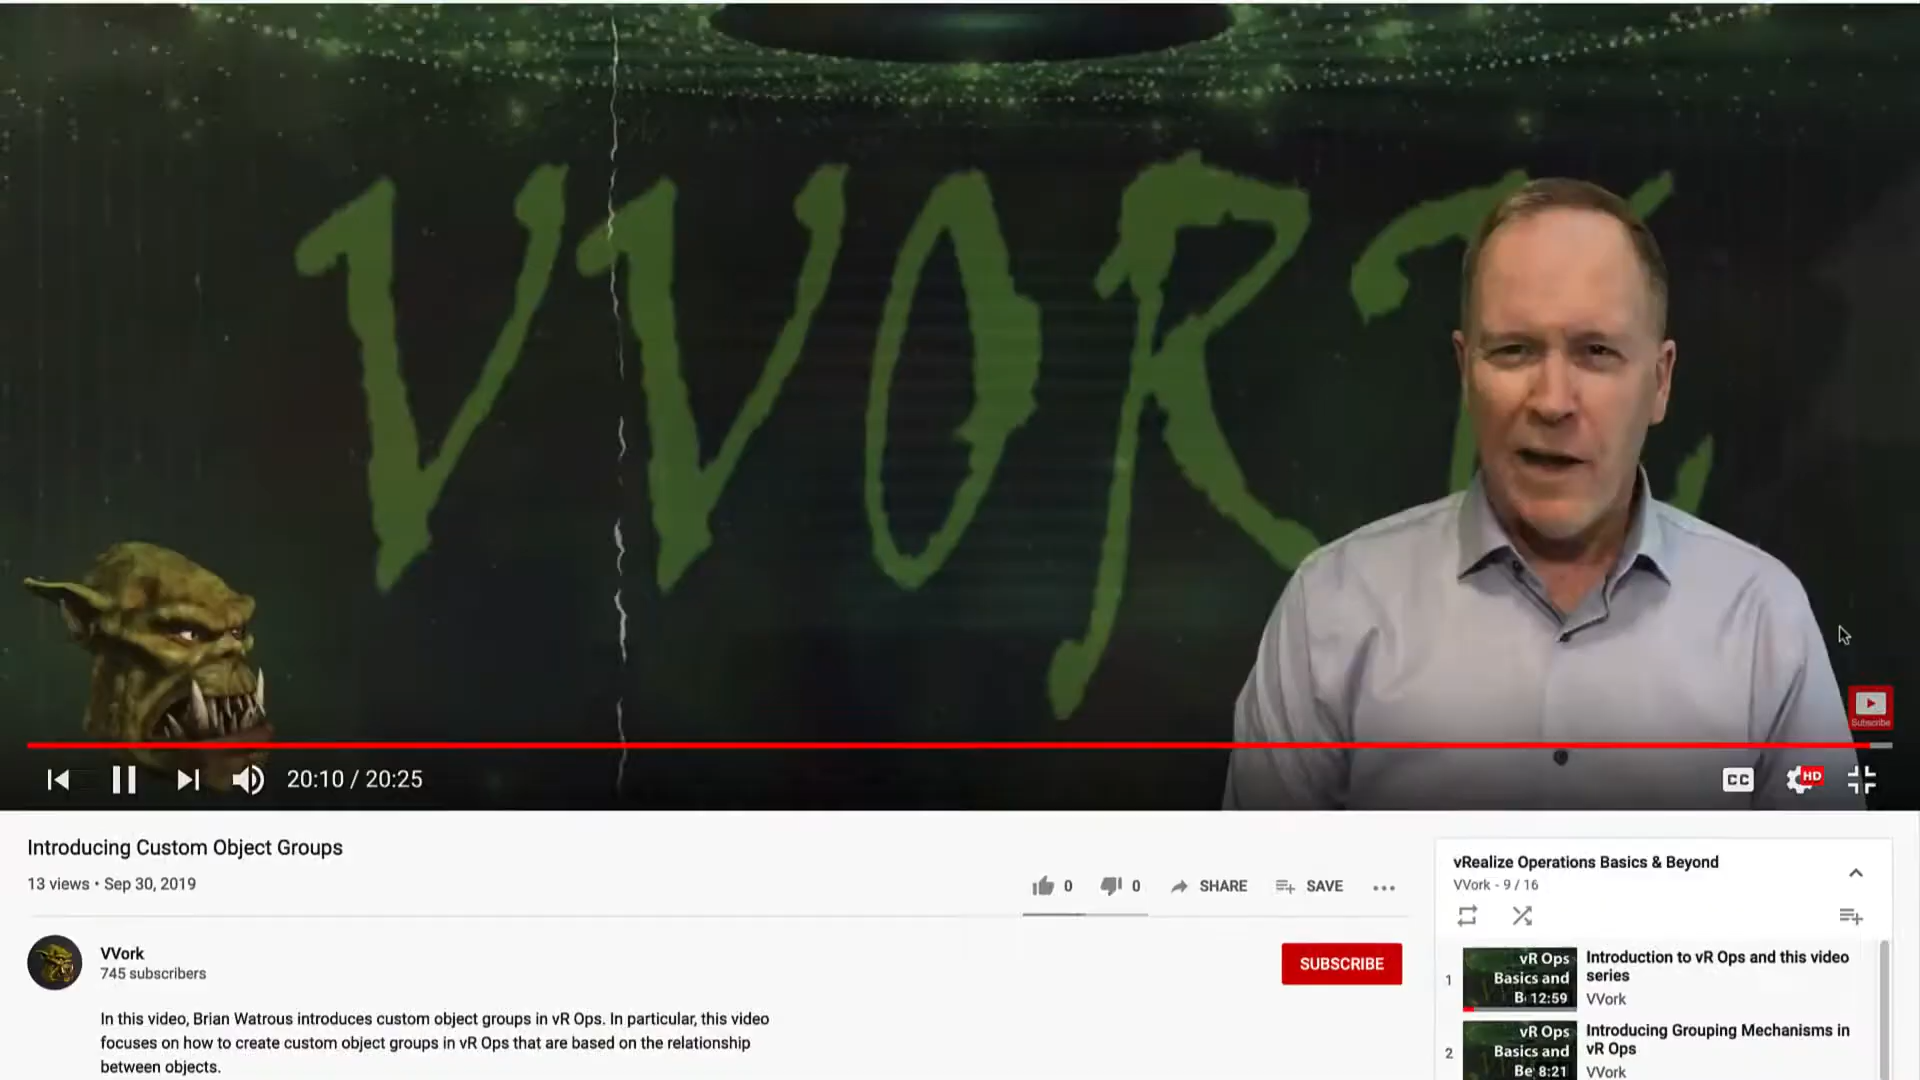 VVORK
Subscribe
20:10 / 20:25
CC
HD
Introducing Custom Object Groups
13 views • Sep 30, 2019
0
0
SHARE
SAVE
VVork
745 subscribers
SUBSCRIBE
In this video, Brian Watrous introduces custom object groups in vR Ops. In particular, this video
focuses on how to create custom object groups in vR Ops that are based on the relationship
between objects.
vRealize Operations Basics & Beyond
VVork - 9 / 16
1
vR Ops
Basics and
B 12:59
Introduction to vR Ops and this video
series
VVork
2
vR Ops
Basics and
Be 8:21
Introducing Grouping Mechanisms in
vR Ops
VVork